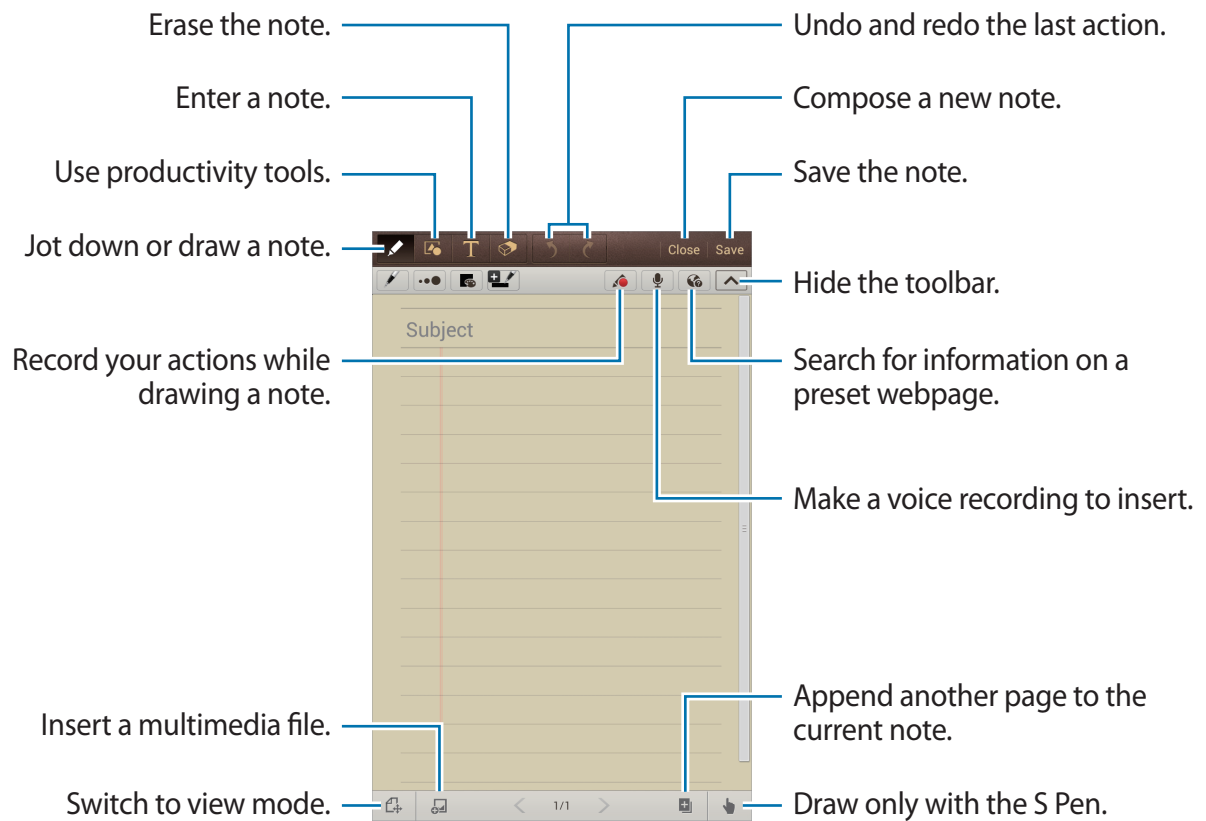 Erase the note.
Undo and redo the last action.
Enter a note.
Compose a new note.
Use productivity tools.
Save the note.
Jot down or draw a note.
T
Close
Save
Hide the toolbar.
Subject
Record your actions while
drawing a note.
Search for information on a
preset webpage.
Make a voice recording to insert.
Append another page to the
current note.
Insert a multimedia file.
Switch to view mode.
1/1
Draw only with the S Pen.